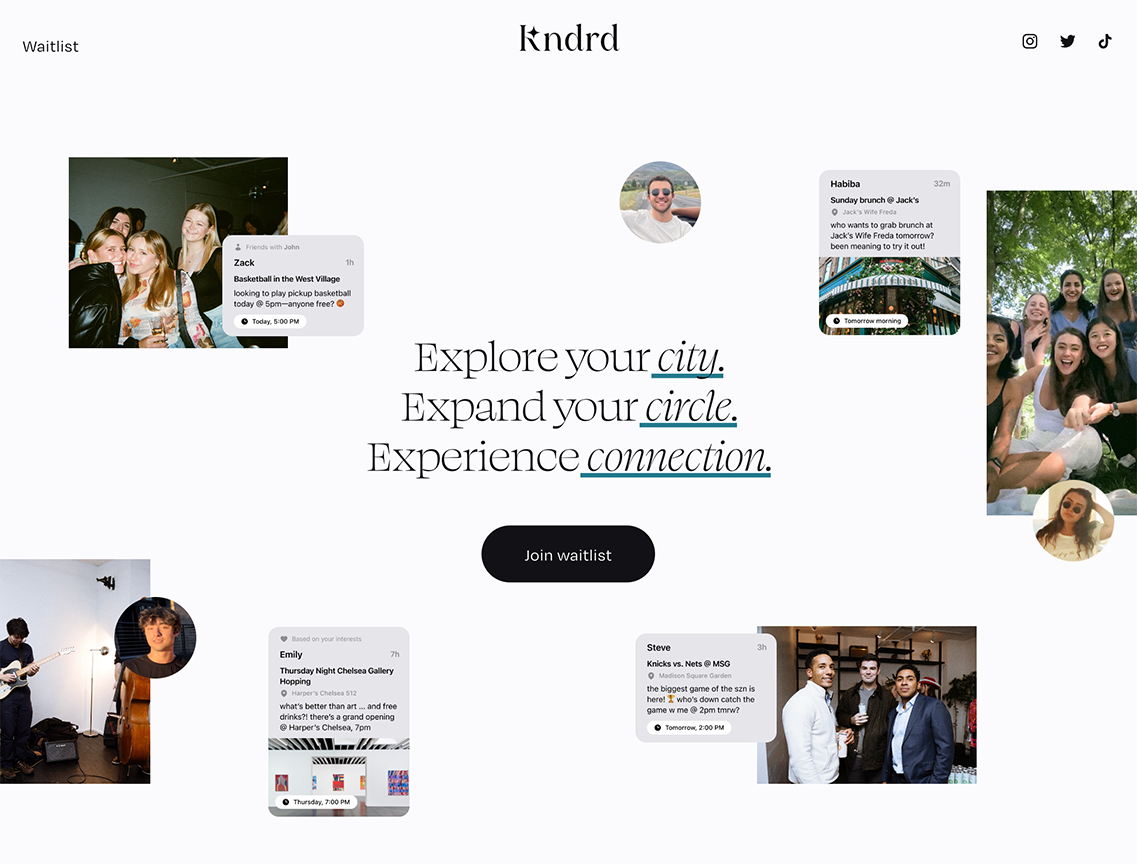 Waitlist
Kndrd
Friends with John
Zack 1h
Basketball in the West Village
looking to play pickup basketball
today @ 5pm—anyone free? 🏀
Today, 5:00 PM
Habiba 32m
Sunday brunch @ Jack's
Jack's Wife Freda
who wants to grab brunch at
Jack's Wife Freda tomorrow?
been meaning to try it out!
Tomorrow morning
Explore your city.
Expand your circle.
Experience connection.
Join waitlist
Based on your interests
Emily 7h
Thursday Night Chelsea Gallery
Hopping
Harper's Chelsea 512
what's better than art ... and free
drinks?! there's a grand opening
@ Harper's Chelsea, 7pm
Thursday, 7:00 PM
Steve 3h
Knicks vs. Nets @ MSG
Madison Square Garden
the biggest game of the szn is
here! 🏆 who's down catch the
game w me @ 2pm tmrw?
Tomorrow, 2:00 PM